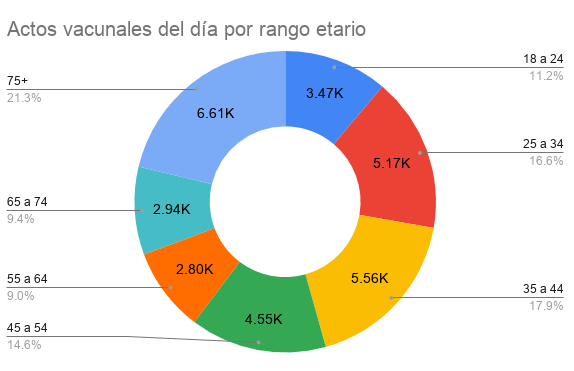 Actos vacunales del día por rango etario
18 a 24
11.2%
3.47K
25 a 34
16.6%
5.17K
35 a 44
17.9%
5.56K
45 a 54
14.6%
4.55K
55 a 64
9.0%
2.80K
65 a 74
9.4%
2.94K
75+
21.3%
6.61K